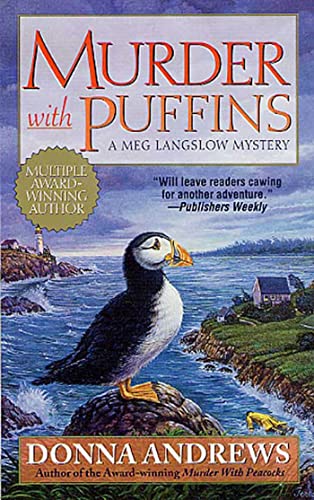 MURDER
with PUFFINS
A MEG LANGSLOW MYSTERY
MULTIPLE
AWARD-
WINNING
AUTHOR
"Will leave readers cawing
for another adventure."
—Publishers Weekly
DONNA ANDREWS
Author of the Award-winning Murder With Peacocks